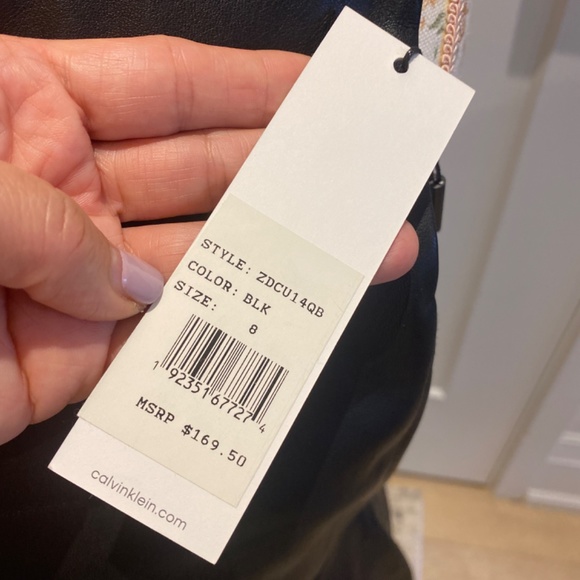 STYLE: ZDCU14QB
COLOR: BLK
SIZE: 8
1 92351 67727 4
MSRP $169.50
calvinklein.com